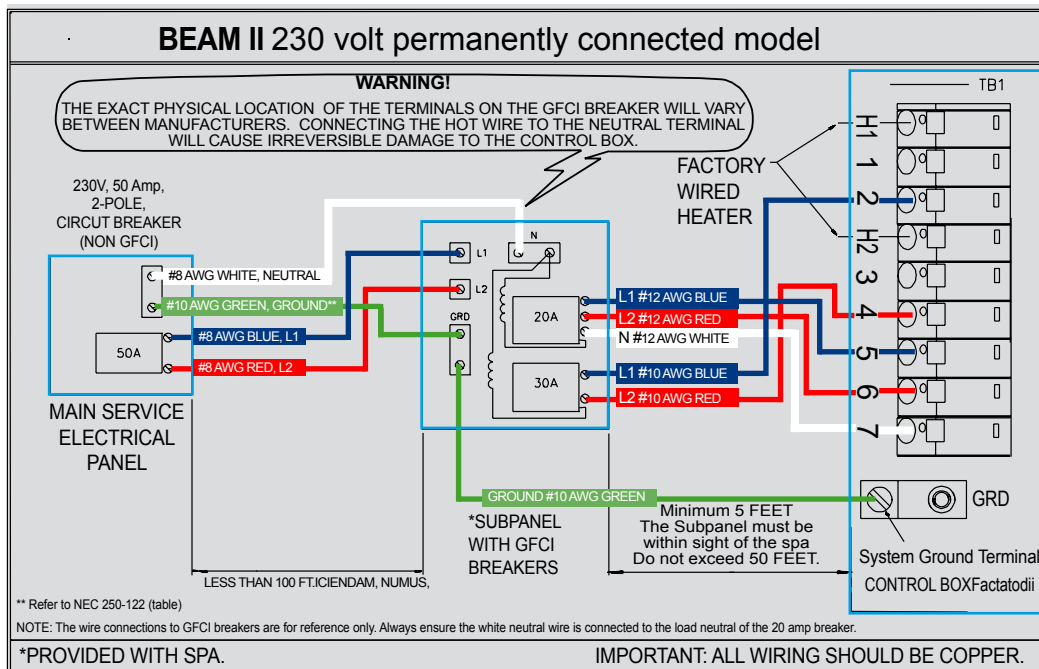 BEAM II 230 volt permanently connected model
WARNING!
THE EXACT PHYSICAL LOCATION OF THE TERMINALS ON THE GFCI BREAKER WILL VARY
BETWEEN MANUFACTURERS. CONNECTING THE HOT WIRE TO THE NEUTRAL TERMINAL
WILL CAUSE IRREVERSIBLE DAMAGE TO THE CONTROL BOX.
230V, 50 Amp,
2-POLE,
CIRCUT BREAKER
(NON GFCI)
#8 AWG WHITE, NEUTRAL
#10 AWG GREEN, GROUND**
#8 AWG BLUE, L1
#8 AWG RED, L2
50A
MAIN SERVICE
ELECTRICAL
PANEL
N
L1
L2
GRD
20A
30A
L1 #12 AWG BLUE
L2 #12 AWG RED
N #12 AWG WHITE
L1 #10 AWG BLUE
L2 #10 AWG RED
FACTORY
WIRED
HEATER
TB1
H1
1
2
H2
3
4
5
6
7
GROUND #10 AWG GREEN
GRD
*SUBPANEL
WITH GFCI
BREAKERS
Minimum 5 FEET
The Subpanel must be
within sight of the spa
Do not exceed 50 FEET.
System Ground Terminal
CONTROL BOXFactatodii
LESS THAN 100 FT.ICIENDAM, NUMUS,
** Refer to NEC 250-122 (table)
NOTE: The wire connections to GFCI breakers are for reference only. Always ensure the white neutral wire is connected to the load neutral of the 20 amp breaker.
*PROVIDED WITH SPA.
IMPORTANT: ALL WIRING SHOULD BE COPPER.